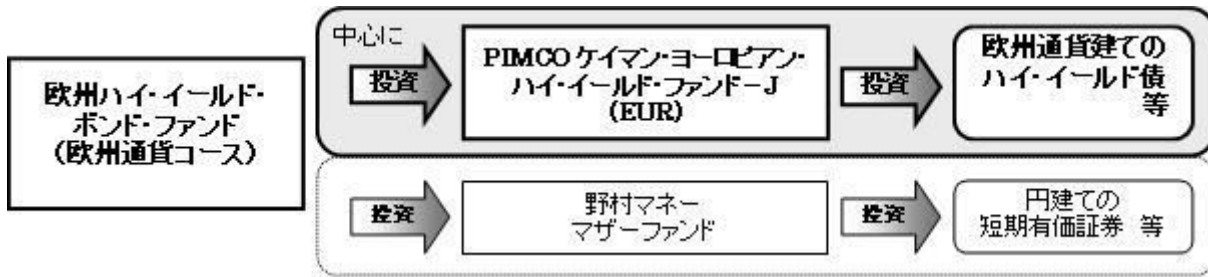 欧州ハイ・イールド・
ボンド・ファンド
(欧州通貨コース)
中心に
投資
PIMCO ケイマン・ヨーロピアン・
ハイ・イールド・ファンド－J
(EUR)
投資
欧州通貨建ての
ハイ・イールド債
等
投資
野村マネー
マザーファンド
投資
円建ての
短期有価証券 等